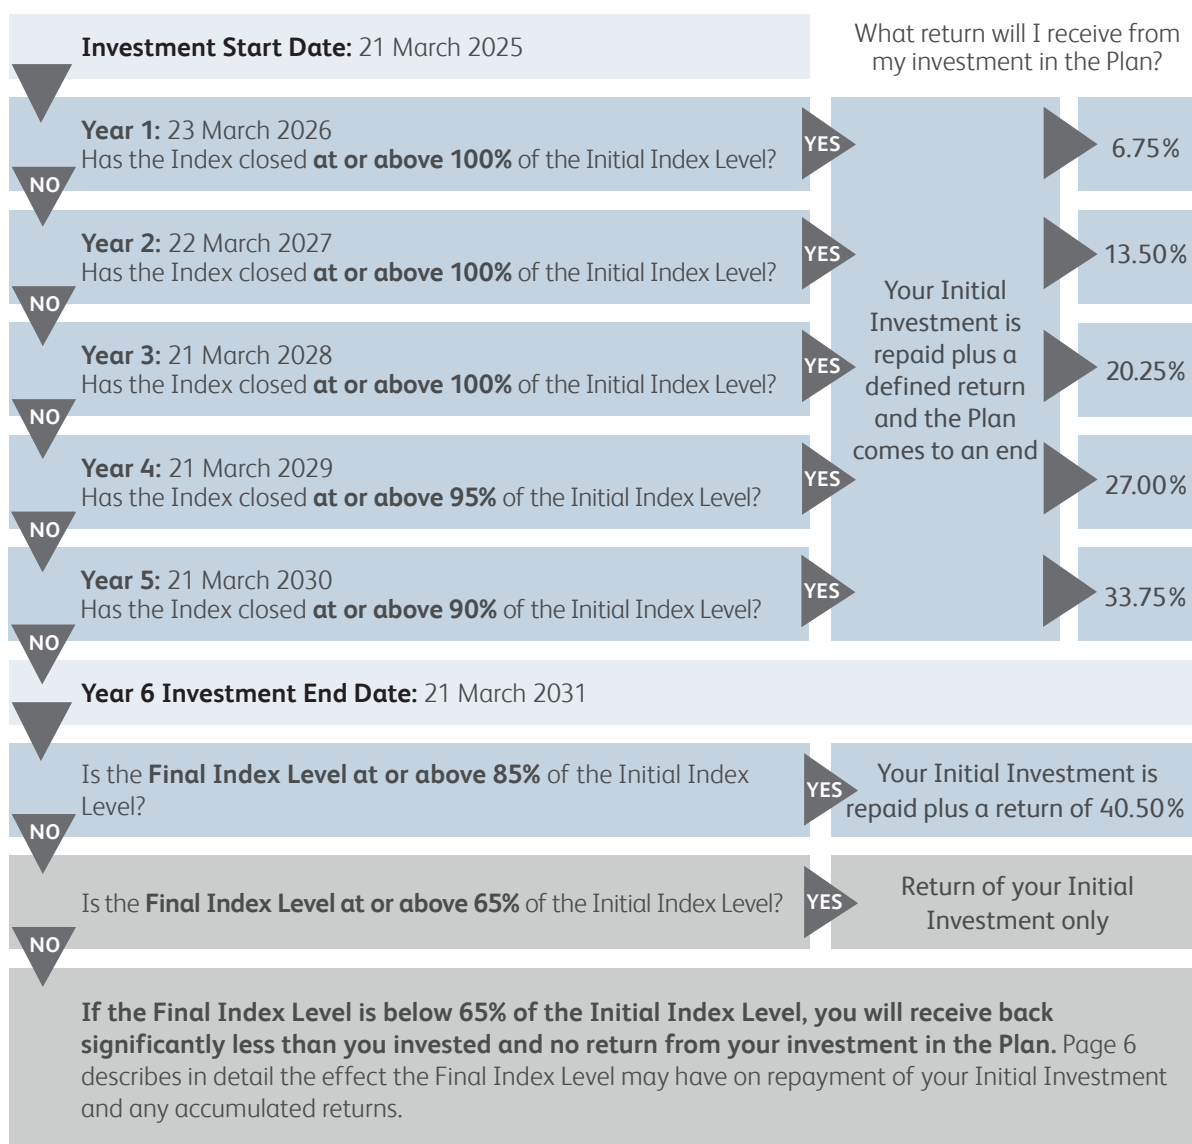 Investment Start Date: 21 March 2025
What return will I receive from
my investment in the Plan?
Year 1: 23 March 2026
Has the Index closed at or above 100% of the Initial Index Level?
YES
6.75%
NO
Year 2: 22 March 2027
Has the Index closed at or above 100% of the Initial Index Level?
YES
13.50%
NO
Year 3: 21 March 2028
Has the Index closed at or above 100% of the Initial Index Level?
YES
20.25%
NO
Year 4: 21 March 2029
Has the Index closed at or above 95% of the Initial Index Level?
YES
27.00%
NO
Year 5: 21 March 2030
Has the Index closed at or above 90% of the Initial Index Level?
YES
33.75%
NO
Your Initial
Investment is
repaid plus a
defined return
and the Plan
comes to an end
Year 6 Investment End Date: 21 March 2031
Is the Final Index Level at or above 85% of the Initial Index
Level?
YES
Your Initial Investment is
repaid plus a return of 40.50%
NO
Is the Final Index Level at or above 65% of the Initial Index Level?
YES
Return of your Initial
Investment only
NO
If the Final Index Level is below 65% of the Initial Index Level, you will receive back
significantly less than you invested and no return from your investment in the Plan. Page 6
describes in detail the effect the Final Index Level may have on repayment of your Initial Investment
and any accumulated returns.